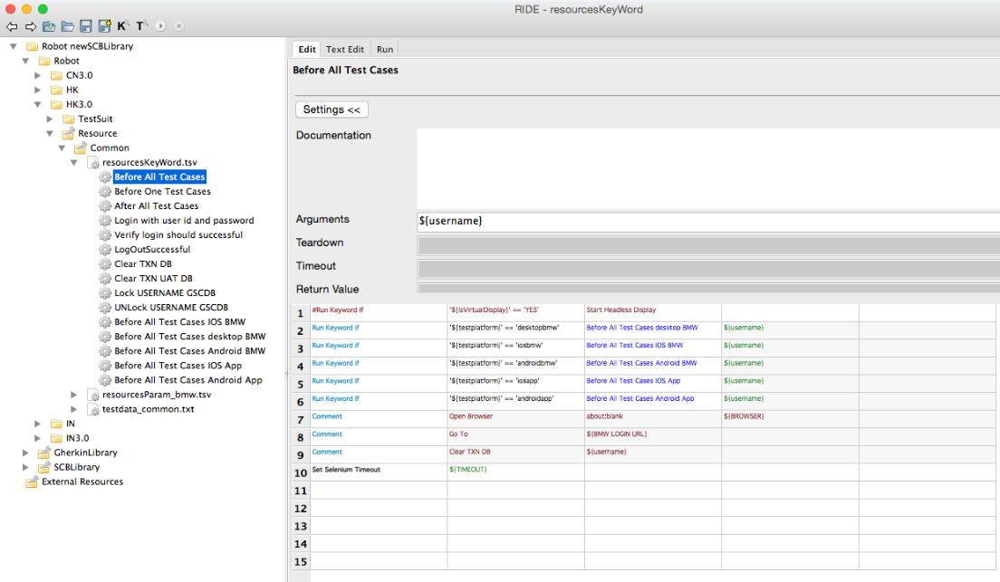 RIDE - resourcesKeyWord
K T
Robot newSCBLibrary
Robot
CN3.0
HK
HK3.0
TestSuit
Resource
Common
resourcesKeyWord.tsv
Before All Test Cases
Before One Test Cases
After All Test Cases
Login with user id and password
Verify login should successful
LogOutSuccessful
Clear TXN DB
Clear TXN UAT DB
Lock USERNAME GSCDB
UNLock USERNAME GSCDB
Before All Test Cases IOS BMW
Before All Test Cases desktop BMW
Before All Test Cases Android BMW
Before All Test Cases IOS App
Before All Test Cases Android App
resourcesParam_bmw.tsv
testdata_common.txt
IN
IN3.0
GherkinLibrary
SCBLibrary
External Resources
Edit Text Edit Run
Before All Test Cases
Settings <<
Documentation
Arguments ${username}
Teardown
Timeout
Return Value
1 #Run Keyword If '${IsVirtualDisplay}' == 'YES' Start Headless Display
2 Run Keyword If '${testplatform}' == 'desktopbmw' Before All Test Cases desktop BMW ${username}
3 Run Keyword If '${testplatform}' == 'iosbmw' Before All Test Cases IOS BMW ${username}
4 Run Keyword If '${testplatform}' == 'androidbmw' Before All Test Cases Android BMW ${username}
5 Run Keyword If '${testplatform}' == 'iosapp' Before All Test Cases IOS App ${username}
6 Run Keyword If '${testplatform}' == 'androidapp' Before All Test Cases Android App ${username}
7 Comment Open Browser about:blank ${BROWSER}
8 Comment Go To ${BMW LOGIN URL}
9 Comment Clear TXN DB ${username}
10 Set Selenium Timeout ${TIMEOUT}
11
12
13
14
15